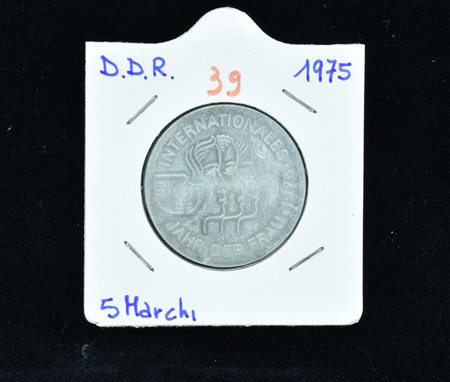 D.D.R. 39 1975
INTERNATIONALES
JAHR DER FRAU 1975
5 Marchi